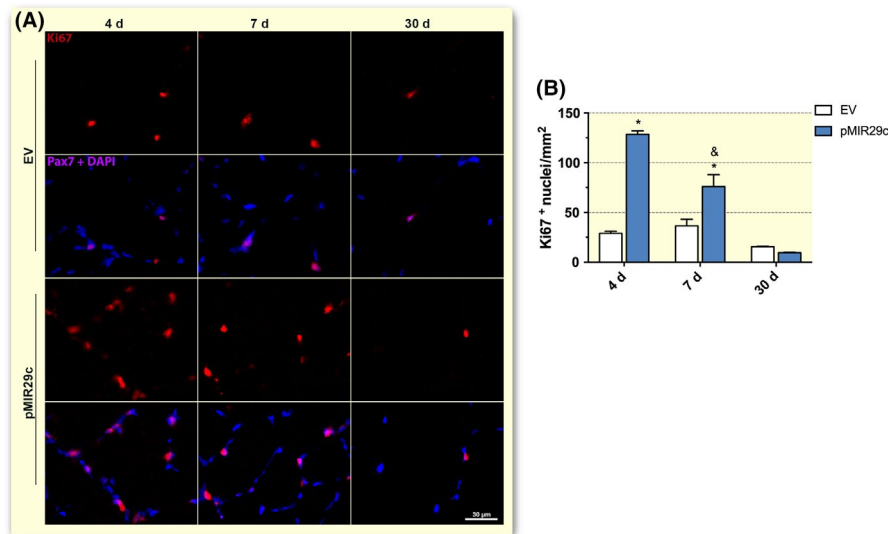 (A)
4 d 7 d 30 d
Ki67
EV
Pax7 + DAPI
pMIR29c
30 µm
(B)
EV
pMIR29c
Ki67 + nuclei/mm2
150
100
50
0
*
&
*
4 d 7 d 30 d